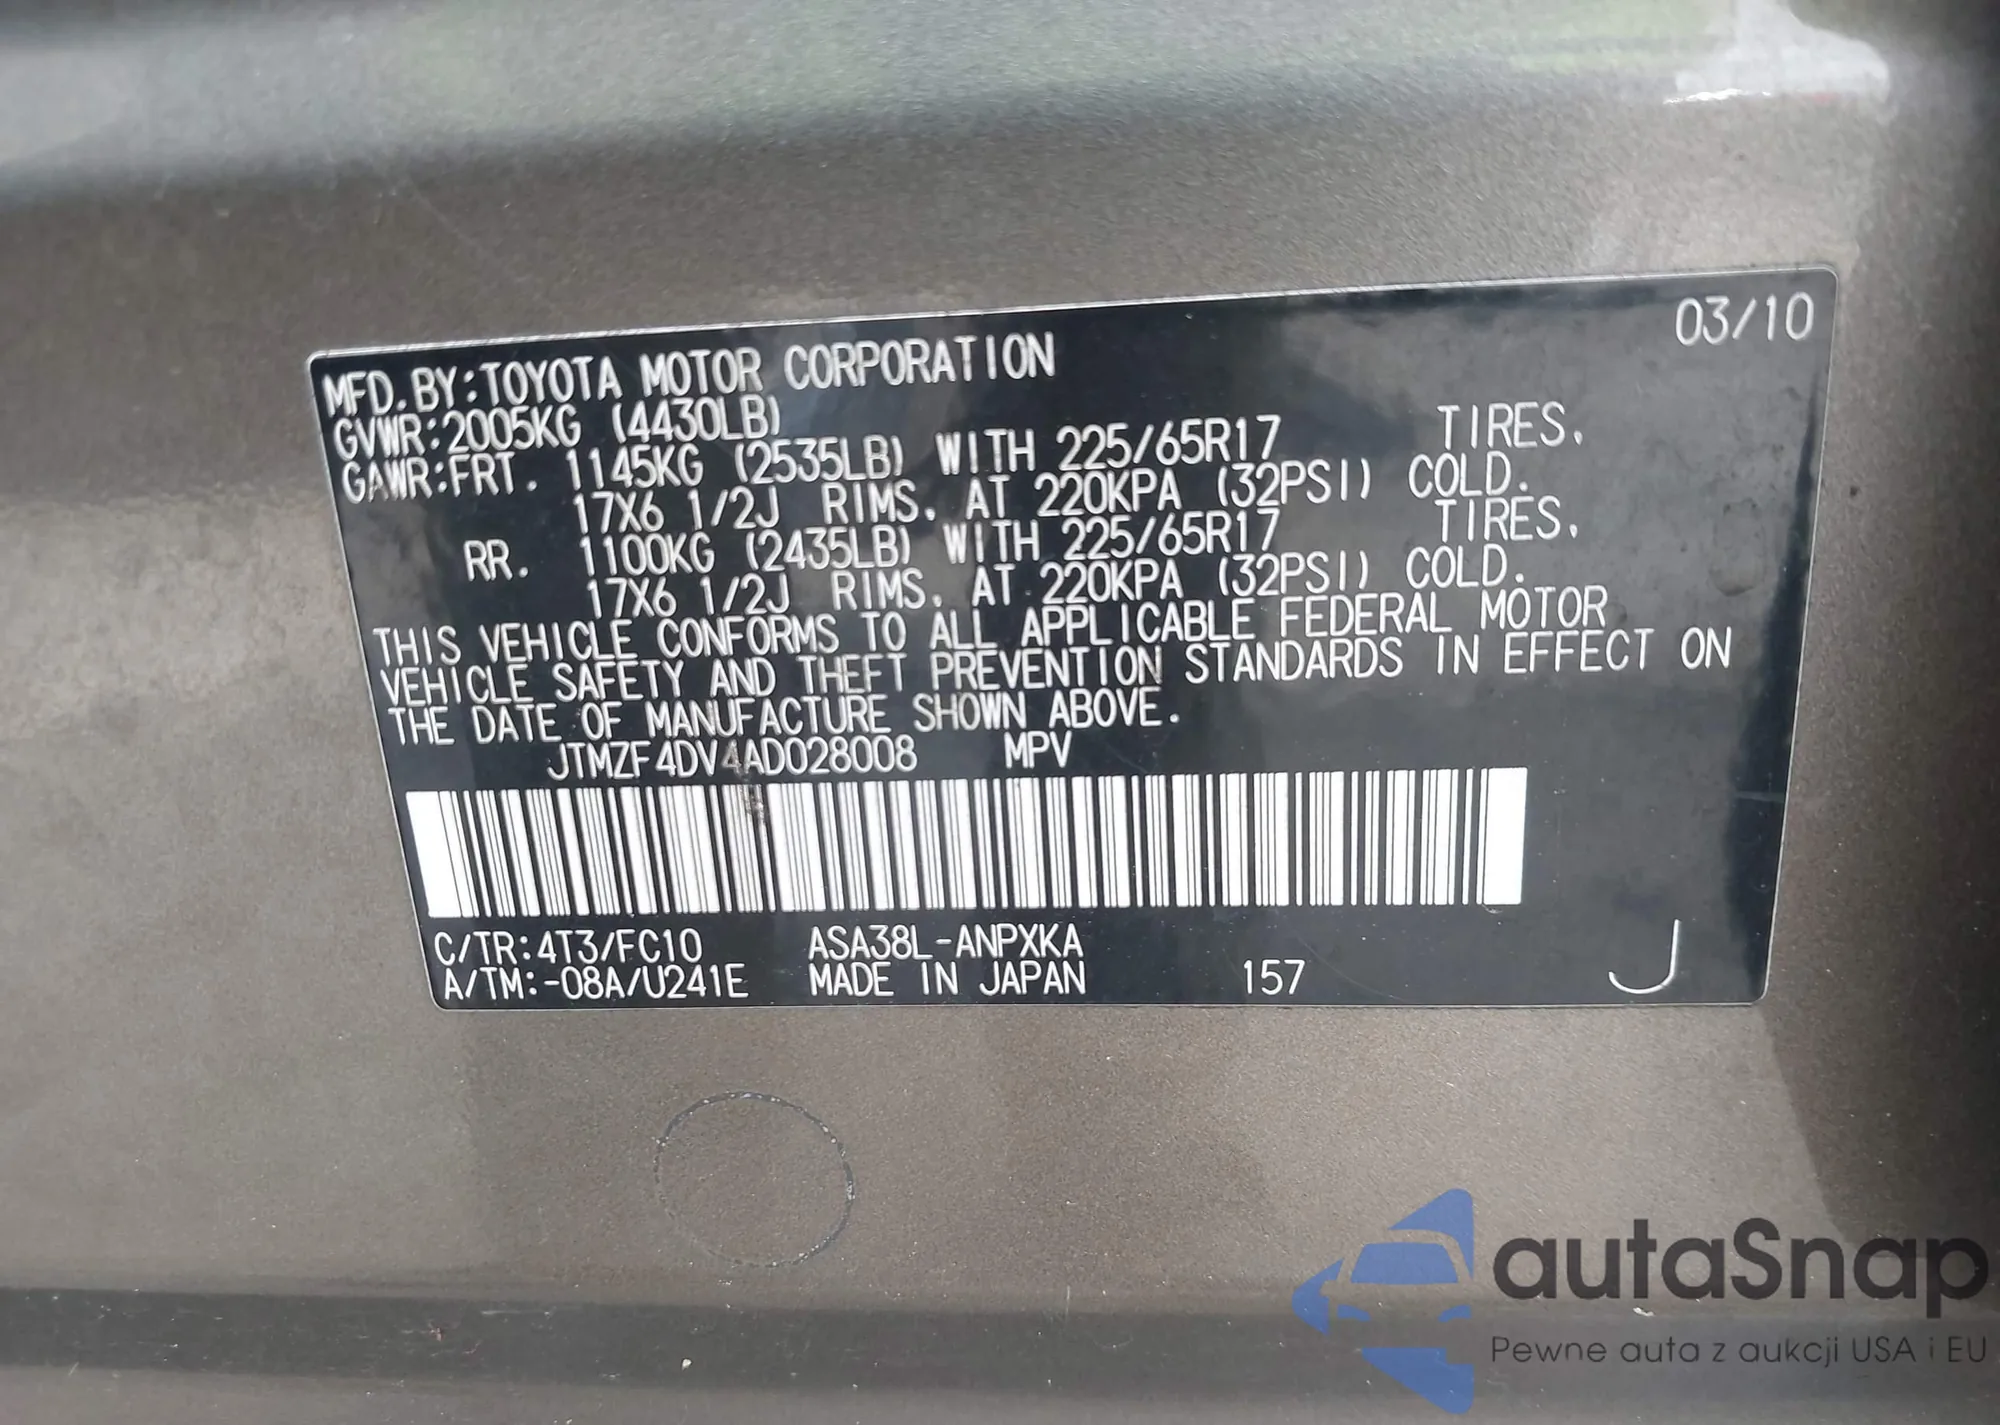 03/10
MFD.BY:TOYOTA MOTOR CORPORATION
GVWR:2005KG (4430LB)
GAWR:FRT. 1145KG (2535LB) WITH 225/65R17 TIRES,
17X6 1/2J RIMS, AT 220KPA (32PSI) COLD.
RR. 1100KG (2435LB) WITH 225/65R17 TIRES,
17X6 1/2J RIMS, AT 220KPA (32PSI) COLD.
THIS VEHICLE CONFORMS TO ALL APPLICABLE FEDERAL MOTOR
VEHICLE SAFETY AND THEFT PREVENTION STANDARDS IN EFFECT ON
THE DATE OF MANUFACTURE SHOWN ABOVE.
JTMZF4DV4AD028008 MPV
C/TR:4T3/FC10 ASA38L-ANPXKA
A/TM:-08A/U241E MADE IN JAPAN 157 J
autaSnap
Pewne auta z aukcji USA i EU